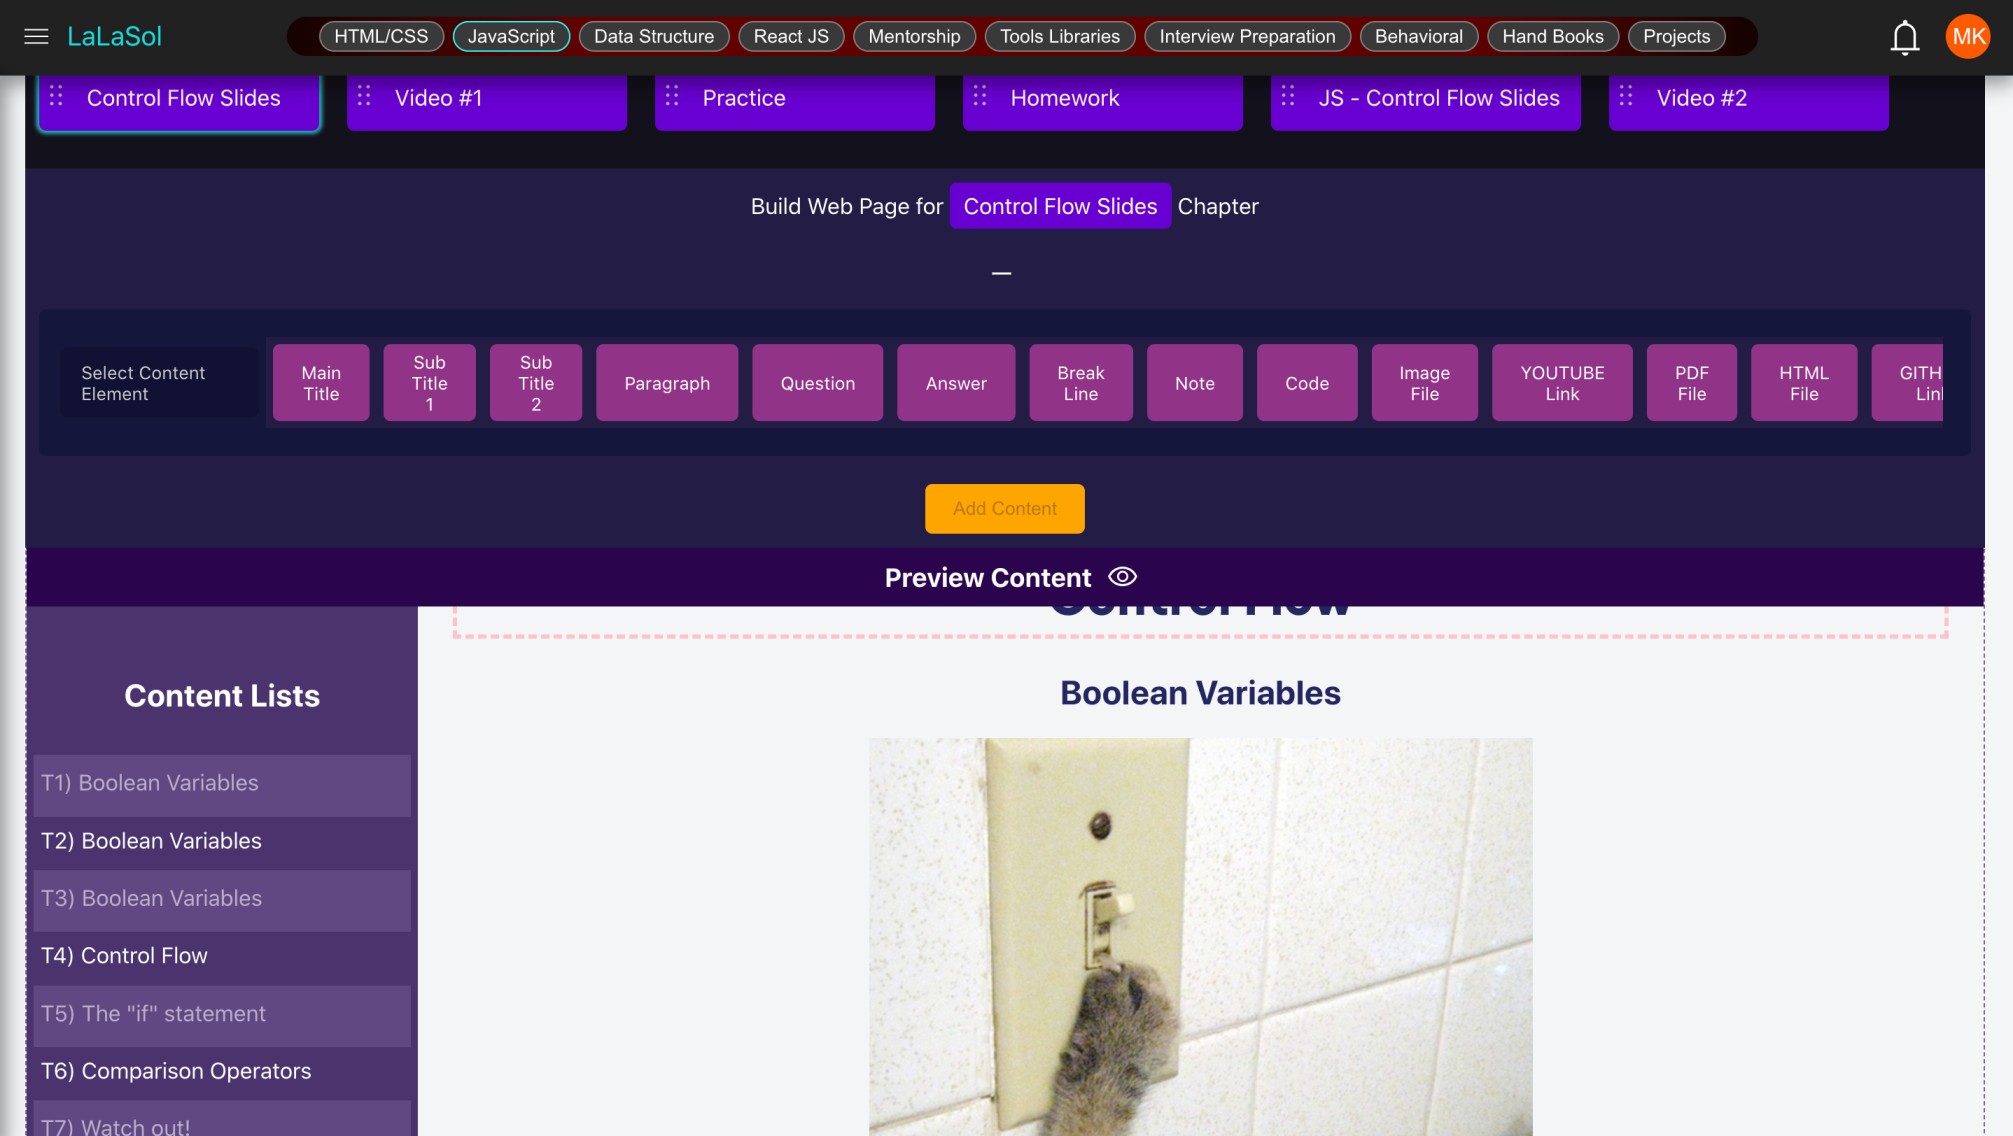 LaLaSol
HTML/CSS
JavaScript
Data Structure
React JS
Mentorship
Tools Libraries
Interview Preparation
Behavioral
Hand Books
Projects
MK
Control Flow Slides
Video #1
Practice
Homework
JS - Control Flow Slides
Video #2
Build Web Page for Control Flow Slides Chapter
Select Content
Element
Main
Title
Sub
Title
1
Sub
Title
2
Paragraph
Question
Answer
Break
Line
Note
Code
Image
File
YOUTUBE
Link
PDF
File
HTML
File
GITH
Lin
Add Content
Preview Content
Control Flow
Content Lists
T1) Boolean Variables
T2) Boolean Variables
T3) Boolean Variables
T4) Control Flow
T5) The "if" statement
T6) Comparison Operators
T7) Watch out!
Boolean Variables